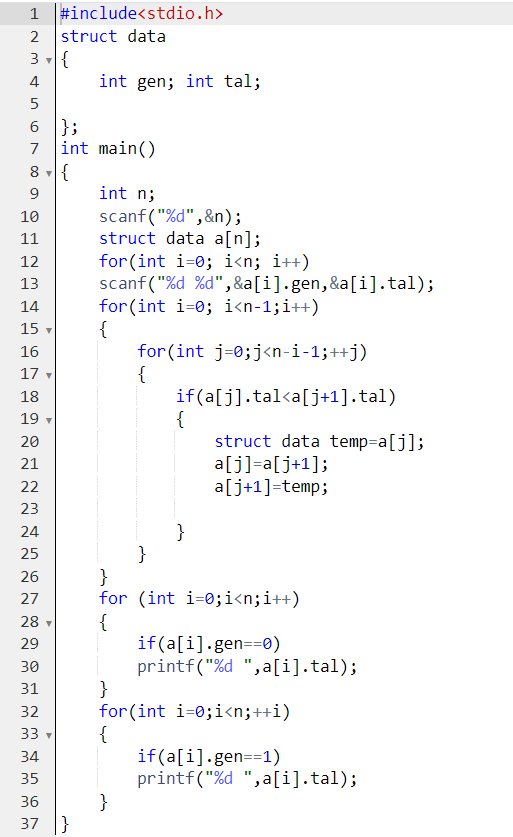 1 #include<stdio.h>
2 struct data
3 {
4     int gen; int tal;
5
6 };
7 int main()
8 {
9     int n;
10     scanf("%d",&n);
11     struct data a[n];
12     for(int i=0; i<n; i++)
13     scanf("%d %d",&a[i].gen,&a[i].tal);
14     for(int i=0; i<n-1;i++)
15     {
16         for(int j=0;j<n-i-1;++j)
17         {
18             if(a[j].tal<a[j+1].tal)
19             {
20                 struct data temp=a[j];
21                 a[j]=a[j+1];
22                 a[j+1]=temp;
23
24             }
25         }
26     }
27     for (int i=0;i<n;i++)
28     {
29         if(a[i].gen==0)
30         printf("%d ",a[i].tal);
31     }
32     for(int i=0;i<n;++i)
33     {
34         if(a[i].gen==1)
35         printf("%d ",a[i].tal);
36     }
37 }